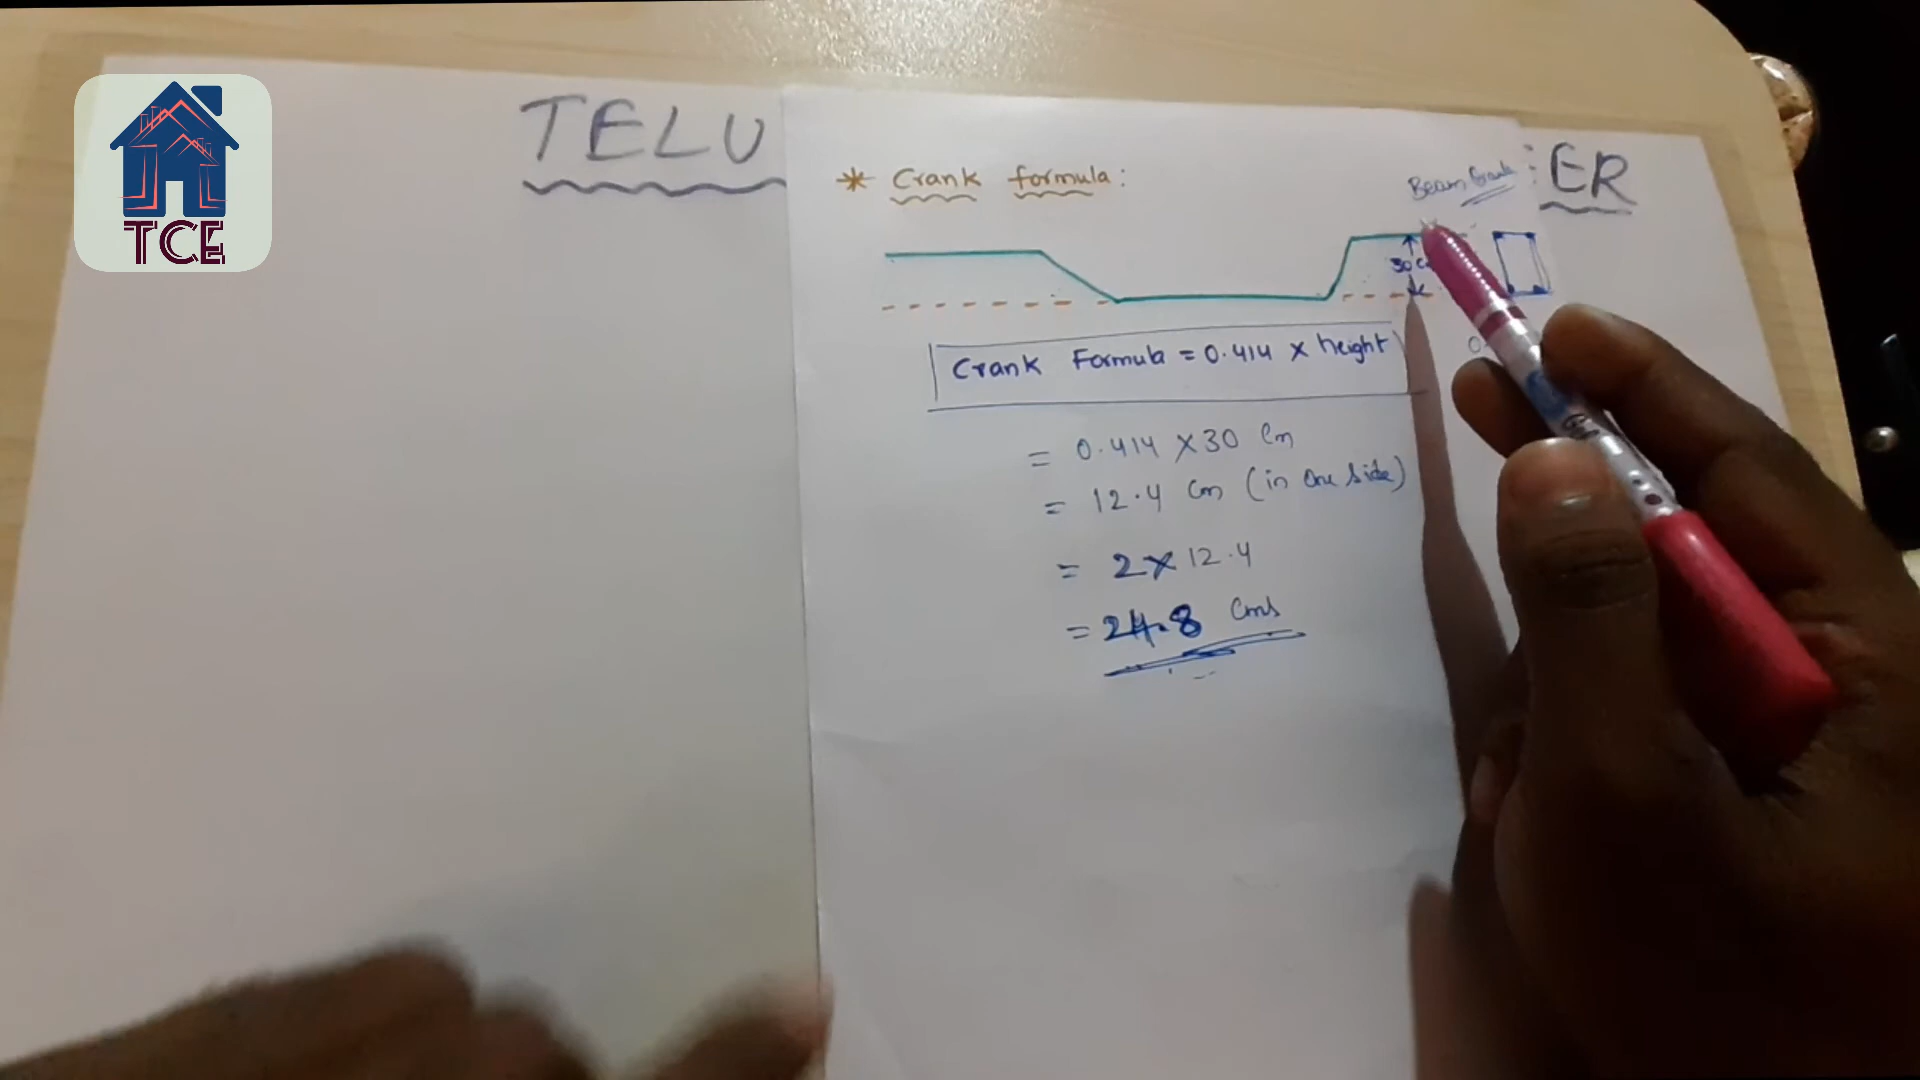 TCE
TELU
ER
* Crank formula:
Beam Crank
30 c
Crank Formula = 0.414 x height
= 0.414 x 30 Cm
= 12.4 Cm (in one side)
= 2 x 12.4
= 24.8 Cms